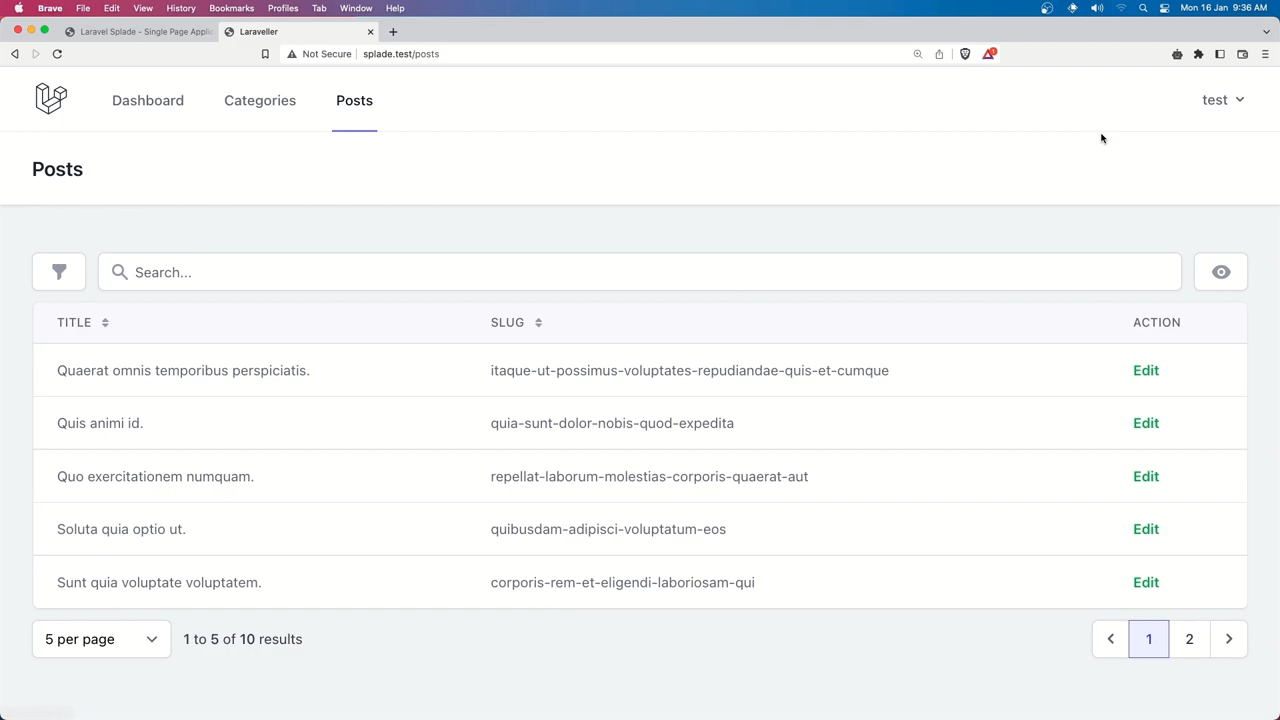 Brave File Edit View History Bookmarks Profiles Tab Window Help Mon 16 Jan 9:36 AM
Laravel Splade - Single Page Appli Laraveller
Not Secure splade.test/posts
Dashboard Categories Posts test
Posts
Search...
TITLE SLUG ACTION
Quaerat omnis temporibus perspiciatis. itaque-ut-possimus-voluptates-repudiandae-quis-et-cumque Edit
Quis animi id. quia-sunt-dolor-nobis-quod-expedita Edit
Quo exercitationem numquam. repellat-laborum-molestias-corporis-quaerat-aut Edit
Soluta quia optio ut. quibusdam-adipisci-voluptatum-eos Edit
Sunt quia voluptate voluptatem. corporis-rem-et-eligendi-laboriosam-qui Edit
5 per page 1 to 5 of 10 results 1 2